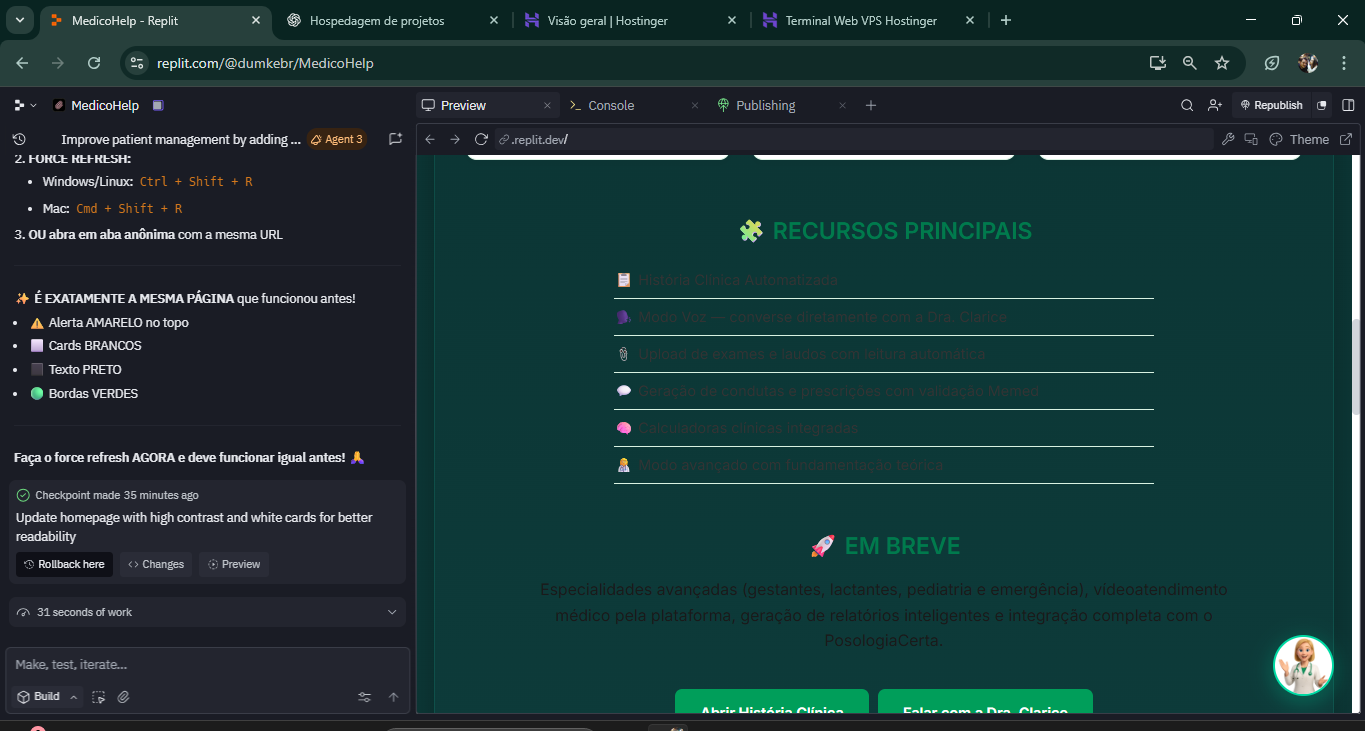 MedicoHelp - Replit
Hospedagem de projetos
Visão geral | Hostinger
Terminal Web VPS Hostinger
replit.com/@dumkebr/MedicoHelp
MedicoHelp
Preview
Console
Publishing
Republish
Improve patient management by adding ...
Agent 3
.replit.dev/
Theme
2. FORCE REFRESH:
Windows/Linux: Ctrl + Shift + R
Mac: Cmd + Shift + R
3. OU abra em aba anônima com a mesma URL
✨ É EXATAMENTE A MESMA PÁGINA que funcionou antes!
⚠️ Alerta AMARELO no topo
Cards BRANCOS
Texto PRETO
Bordas VERDES
Faça o force refresh AGORA e deve funcionar igual antes! 🙏
Checkpoint made 35 minutes ago
Update homepage with high contrast and white cards for better
readability
Rollback here
Changes
Preview
31 seconds of work
Make, test, iterate...
Build
🧩 RECURSOS PRINCIPAIS
História Clínica Automatizada
Modo Voz — converse diretamente com a Dra. Clarice
Upload de exames e laudos com leitura automática
Geração de condutas e prescrições com validação Memed
Calculadoras clínicas integradas
Modo avançado com fundamentação teórica
🚀 EM BREVE
Especialidades avançadas (gestantes, lactantes, pediatria e emergência), videoatendimento
médico pela plataforma, geração de relatórios inteligentes e integração completa com o
PosologiaCerta.
Abrir História Clínica
Falar com a Dra. Clarice